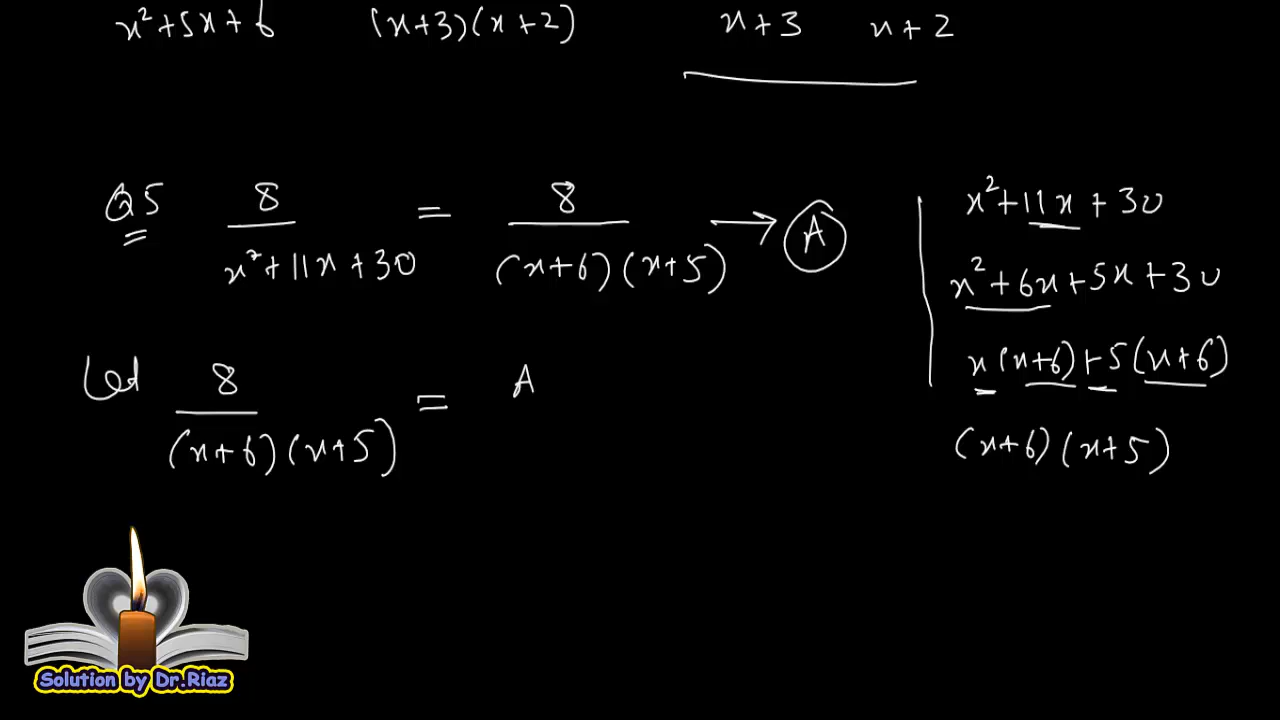 x²+5x+6 (x+3)(x+2) x+3 x+2
Q5 8/(x²+11x+30) = 8/((x+6)(x+5)) → A
x²+11x+30
x²+6x+5x+30
x(x+6)+5(x+6)
(x+6)(x+5)
Let 8/((x+6)(x+5)) = A
Solution by Dr.Riaz